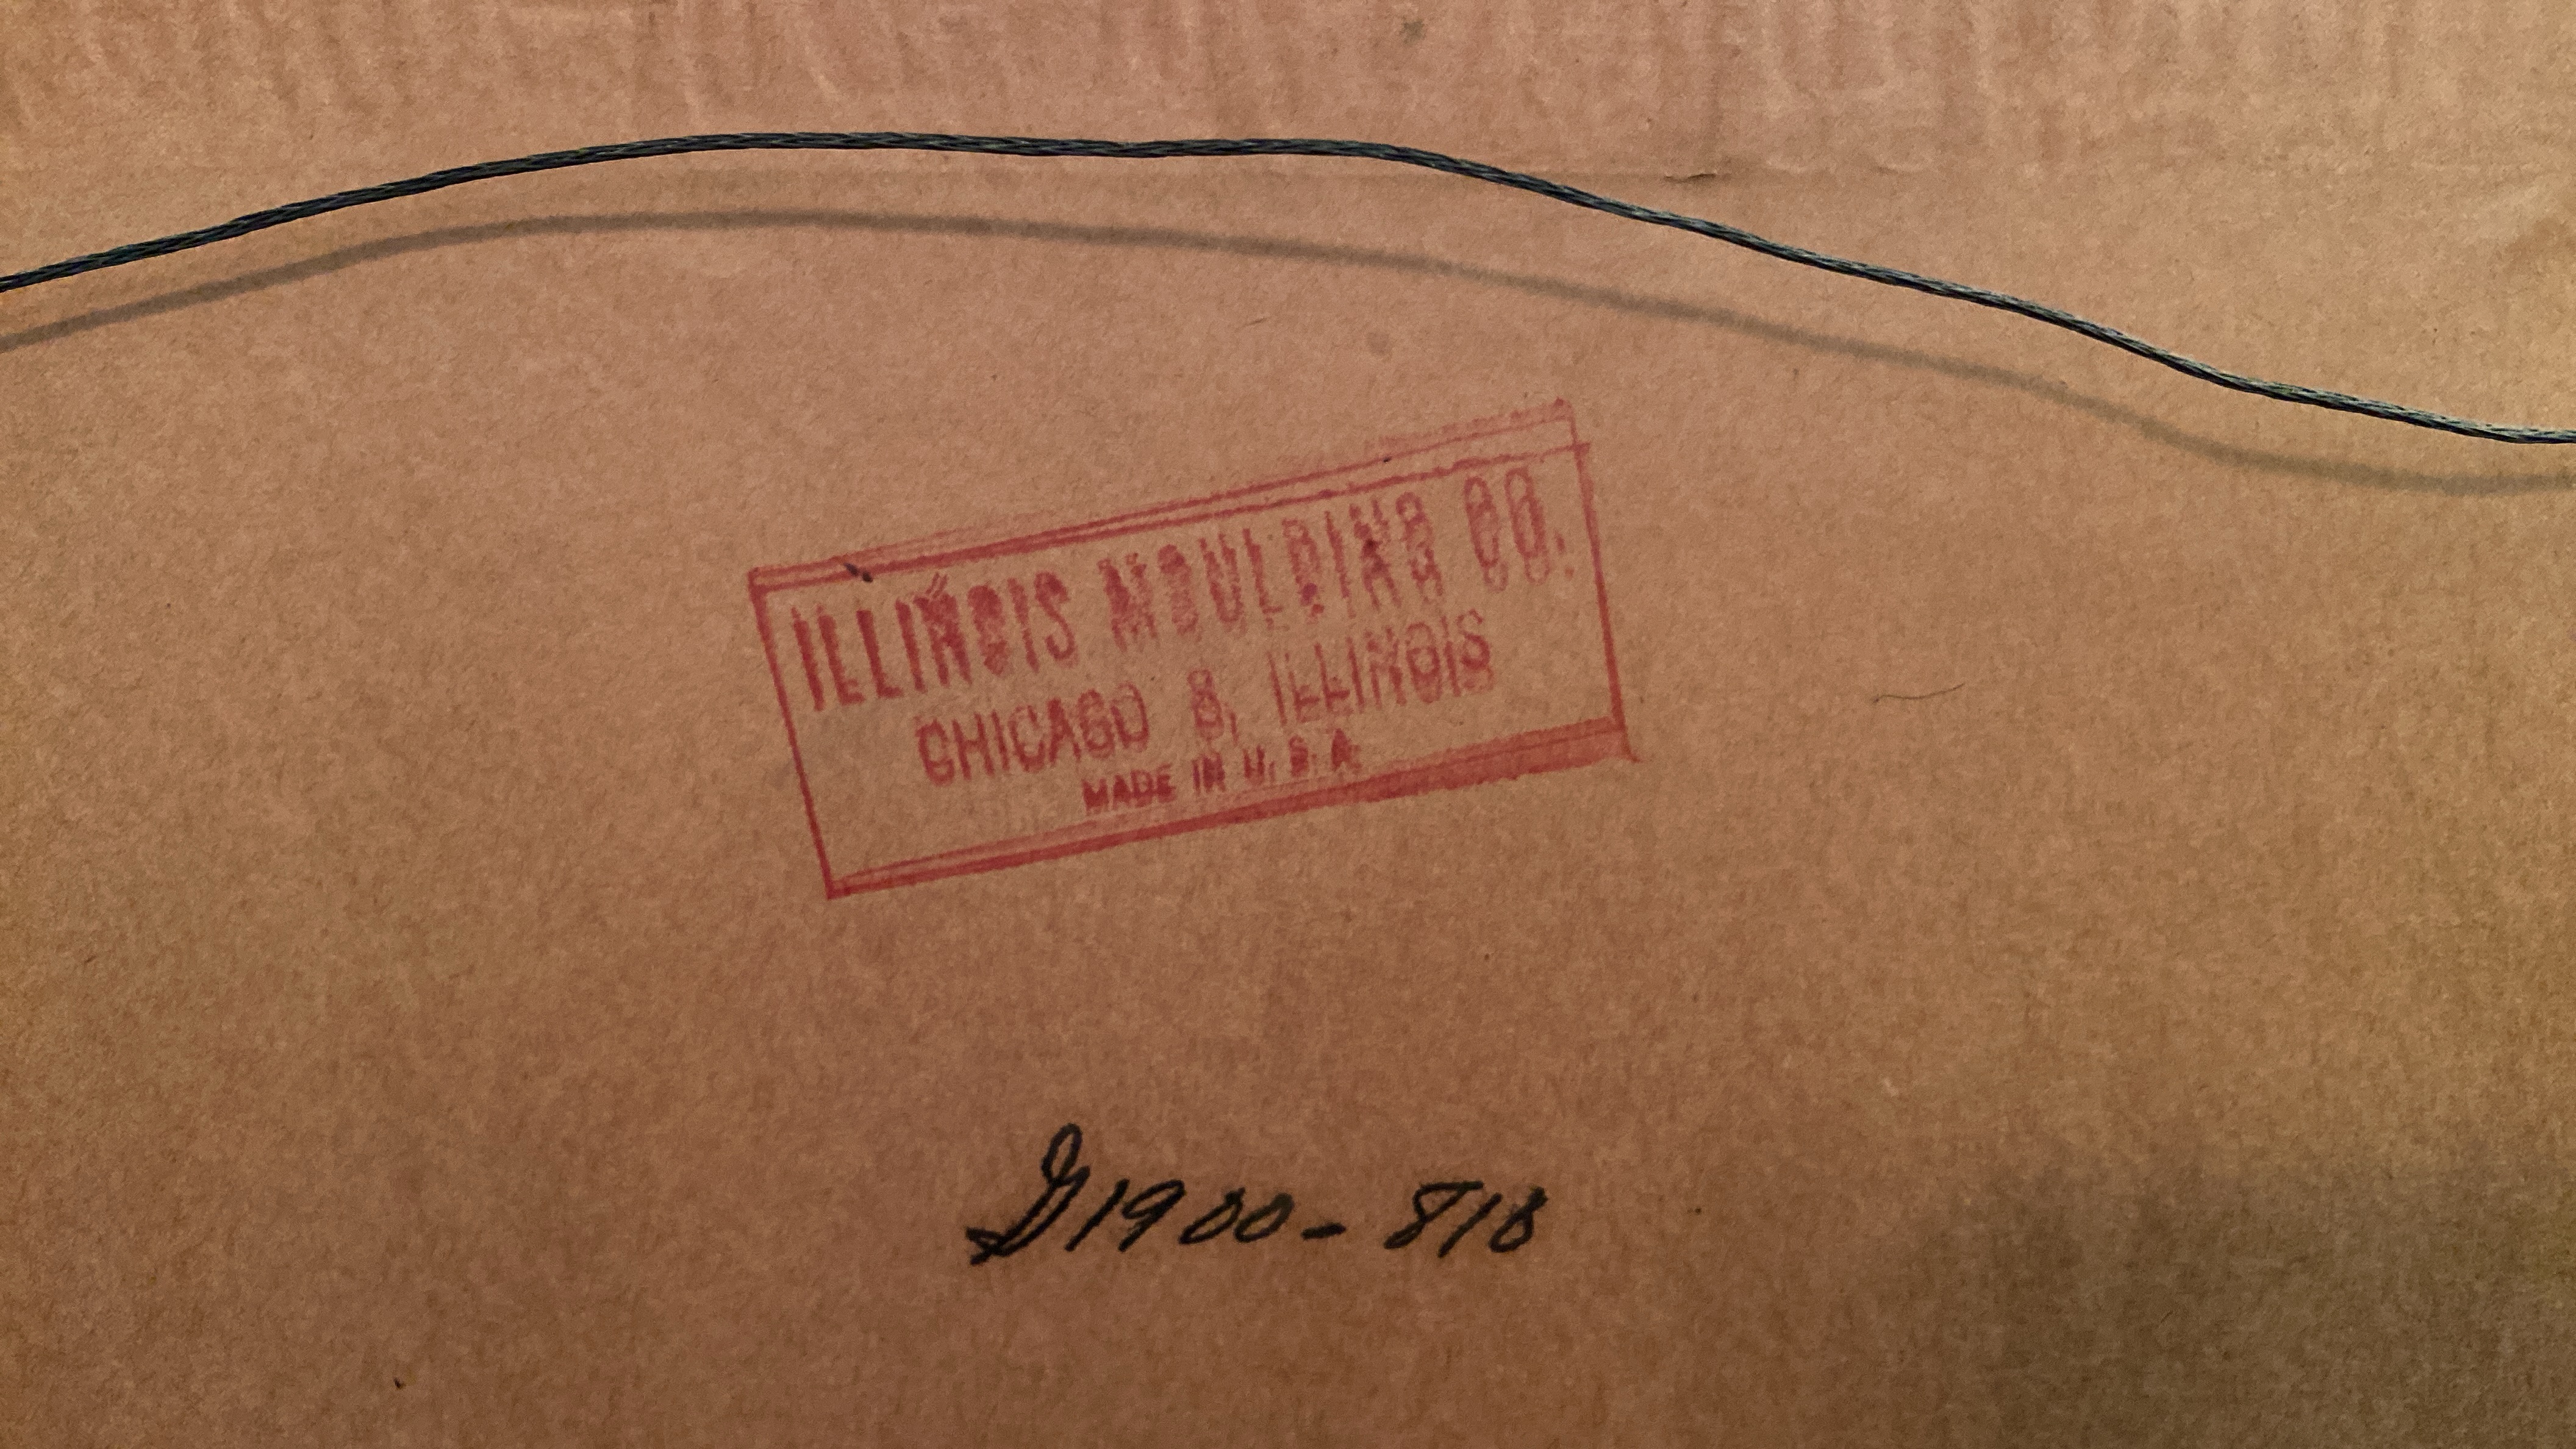 ILLINOIS MOULDING CO.
CHICAGO 8, ILLINOIS
MADE IN U. S. A.
G1900-818